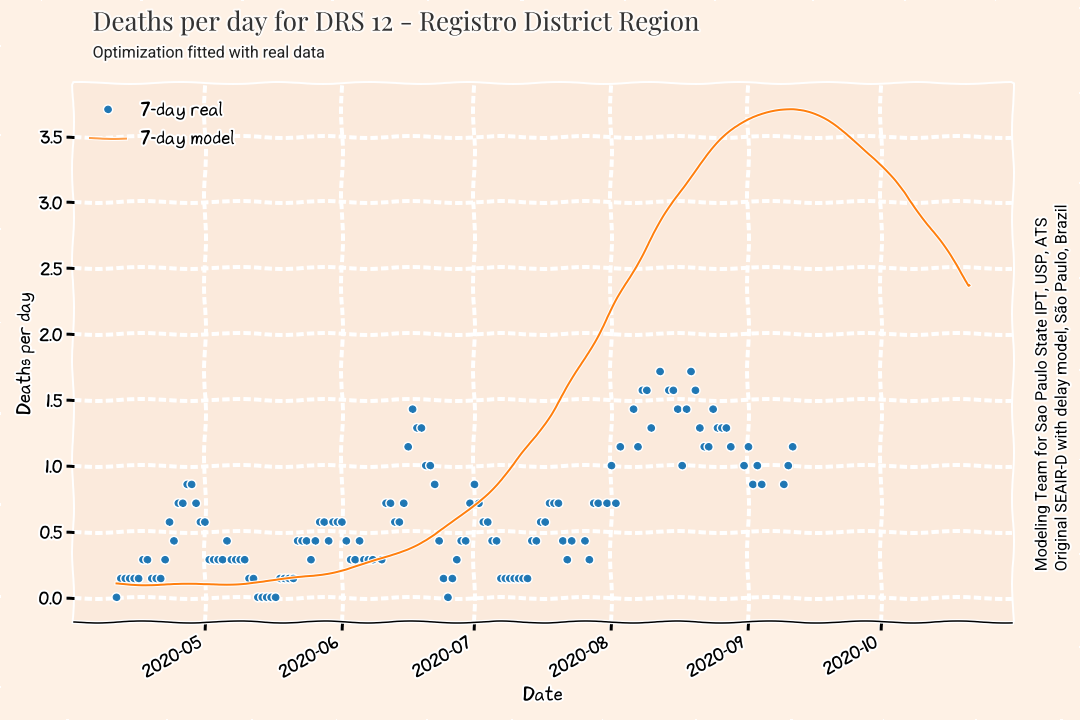 Deaths per day for DRS 12 - Registro District Region
Optimization fitted with real data
7-day real
7-day model
3.5
3.0
2.5
2.0
1.5
1.0
0.5
0.0
Deaths per day
2020-05
2020-06
2020-07
2020-08
2020-09
2020-10
Date
Modeling Team for Sao Paulo State IPT, USP, ATS
Original SEAIR-D with delay model, São Paulo, Brazil